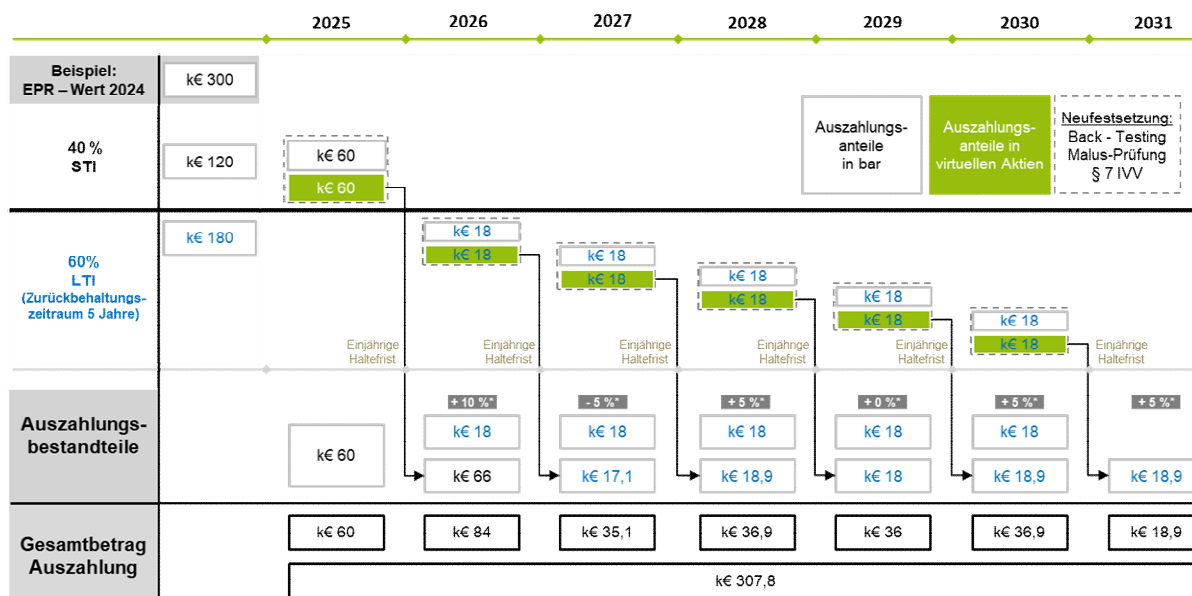 2025 2026 2027 2028 2029 2030 2031
Beispiel:
EPR – Wert 2024
k€ 300
Auszahlungs-
anteile
in bar
Auszahlungs-
anteile in
virtuellen Aktien
Neufestsetzung:
Back - Testing
Malus-Prüfung
§ 7 IVV
40 %
STI
k€ 120
k€ 60
k€ 60
60%
LTI
(Zurückbehaltungs-
zeitraum 5 Jahre)
k€ 180
k€ 18
k€ 18
k€ 18
k€ 18
k€ 18
k€ 18
k€ 18
k€ 18
k€ 18
k€ 18
Einjährige
Haltefrist
Einjährige
Haltefrist
Einjährige
Haltefrist
Einjährige
Haltefrist
Einjährige
Haltefrist
Einjährige
Haltefrist
Auszahlungs-
bestandteile
+ 10 %* - 5 %* + 5 %* + 0 %* + 5 %* + 5 %*
k€ 60
k€ 18 k€ 18 k€ 18 k€ 18 k€ 18
k€ 66 k€ 17,1 k€ 18,9 k€ 18 k€ 18,9 k€ 18,9
Gesamtbetrag
Auszahlung
k€ 60 k€ 84 k€ 35,1 k€ 36,9 k€ 36 k€ 36,9 k€ 18,9
k€ 307,8